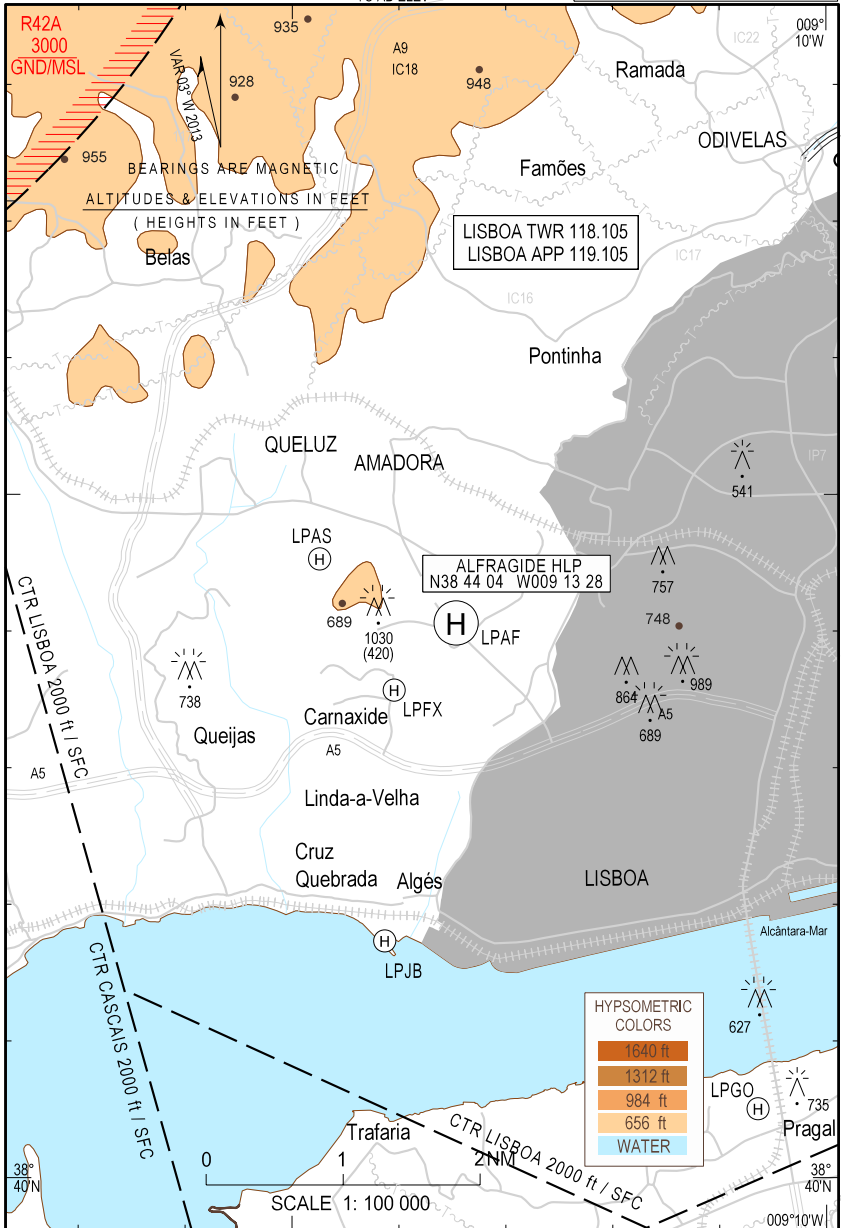 R42A
3000
GND/MSL
935
A9
IC18
009°
10'W
IC22
VAR 03° W 2013
928
948
Ramada
ODIVELAS
955
BEARINGS ARE MAGNETIC
ALTITUDES & ELEVATIONS IN FEET
( HEIGHTS IN FEET )
Famões
Belas
LISBOA TWR 118.105
LISBOA APP 119.105
IC17
IC16
Pontinha
QUELUZ
AMADORA
IP7
541
LPAS
H
ALFRAGIDE HLP
N38 44 04 W009 13 28
757
CTR LISBOA 2000 ft / SFC
689
1030
(420)
H
LPAF
748
738
H
LPFX
864
989
A5
689
Queijas
Carnaxide
A5
A5
Linda-a-Velha
Cruz
Quebrada
Algés
LISBOA
H
LPJB
Alcântara-Mar
CTR CASCAIS 2000 ft / SFC
627
HYPSOMETRIC
COLORS
1640 ft
1312 ft
984 ft
656 ft
WATER
LPGO
H
735
Pragal
Trafaria
CTR LISBOA 2000 ft / SFC
38°
40'N
0
1
2 NM
SCALE 1: 100 000
38°
40'N
009°10'W